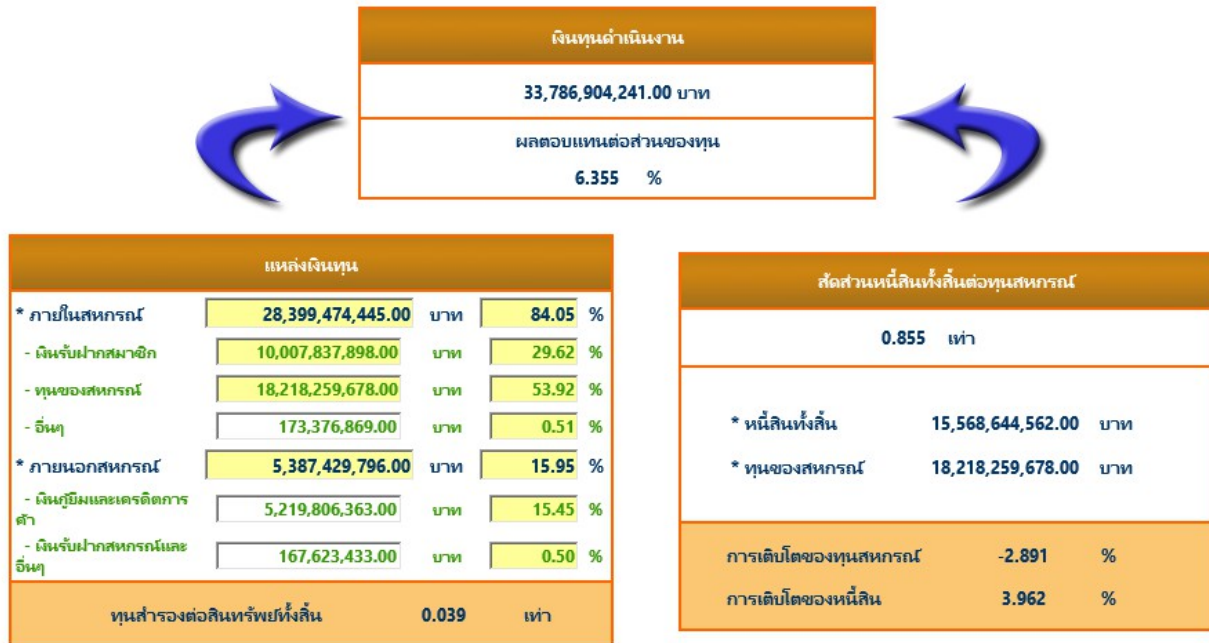 เงินทุนดำเนินงาน
33,786,904,241.00 บาท
ผลตอบแทนต่อส่วนของทุน
6.355 %
แหล่งเงินทุน
* ภายในสหกรณ์ 28,399,474,445.00 บาท 84.05 %
- เงินรับฝากสมาชิก 10,007,837,898.00 บาท 29.62 %
- ทุนของสหกรณ์ 18,218,259,678.00 บาท 53.92 %
- อื่นๆ 173,376,869.00 บาท 0.51 %
* ภายนอกสหกรณ์ 5,387,429,796.00 บาท 15.95 %
- เงินกู้ยืมและเครดิตการ
ค้า 5,219,806,363.00 บาท 15.45 %
- เงินรับฝากสหกรณ์และ
อื่นๆ 167,623,433.00 บาท 0.50 %
ทุนสำรองต่อสินทรัพย์ทั้งสิ้น 0.039 เท่า
สัดส่วนหนี้สินทั้งสิ้นต่อทุนสหกรณ์
0.855 เท่า
* หนี้สินทั้งสิ้น 15,568,644,562.00 บาท
* ทุนของสหกรณ์ 18,218,259,678.00 บาท
การเติบโตของทุนสหกรณ์ -2.891 %
การเติบโตของหนี้สิน 3.962 %